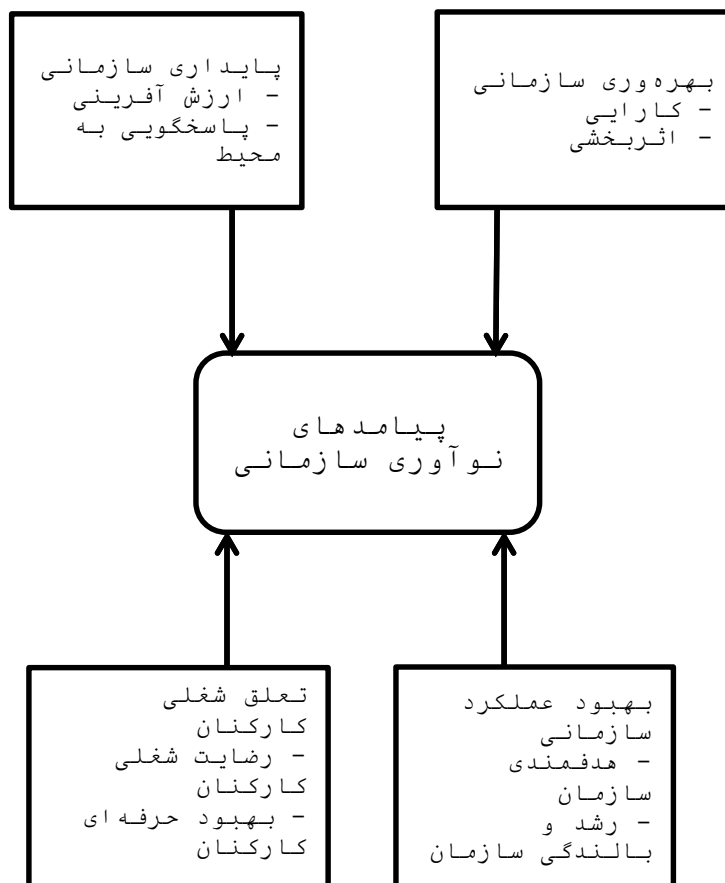 بهره‌وری سازمانی
- کارایی
- اثربخشی
پایداری سازمانی
- ارزش آفرینی
- پاسخگویی به
محیط
پیامدهای
نوآوری سازمانی
بهبود عملکرد
سازمانی
- هدفمندی
سازمان
- رشد و
بالندگی سازمان
تعلق شغلی
کارکنان
- رضایت شغلی
کارکنان
- بهبود حرفه ای
کارکنان